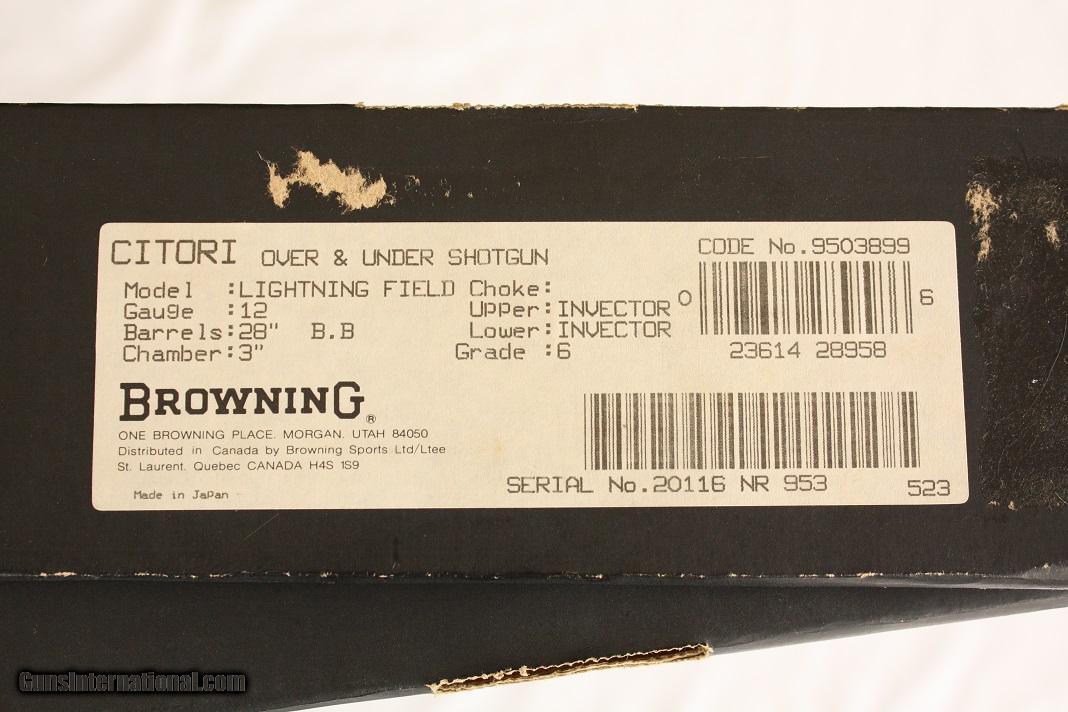 CITORI OVER & UNDER SHOTGUN
CODE No.9503899
Model :LIGHTNING FIELD Choke:
Gauge :12 Upper:INVECTOR
Barrels:28" B.B Lower:INVECTOR
Chamber:3" Grade :6
0 6
23614 28958
BROWNING®
ONE BROWNING PLACE. MORGAN. UTAH 84050
Distributed in Canada by Browning Sports Ltd/Ltee
St. Laurent. Quebec CANADA H4S 1S9
SERIAL No.20116 NR 953 523
Made in Japan
GunsInternational.com